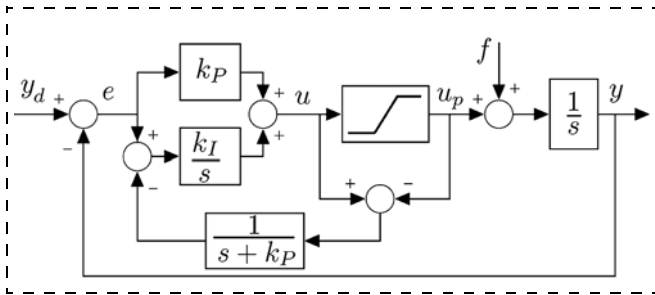 f
k_P
y_d + e + u u_p + + 1/s y
- + k_I/s +
- + -
1/(s + k_P)